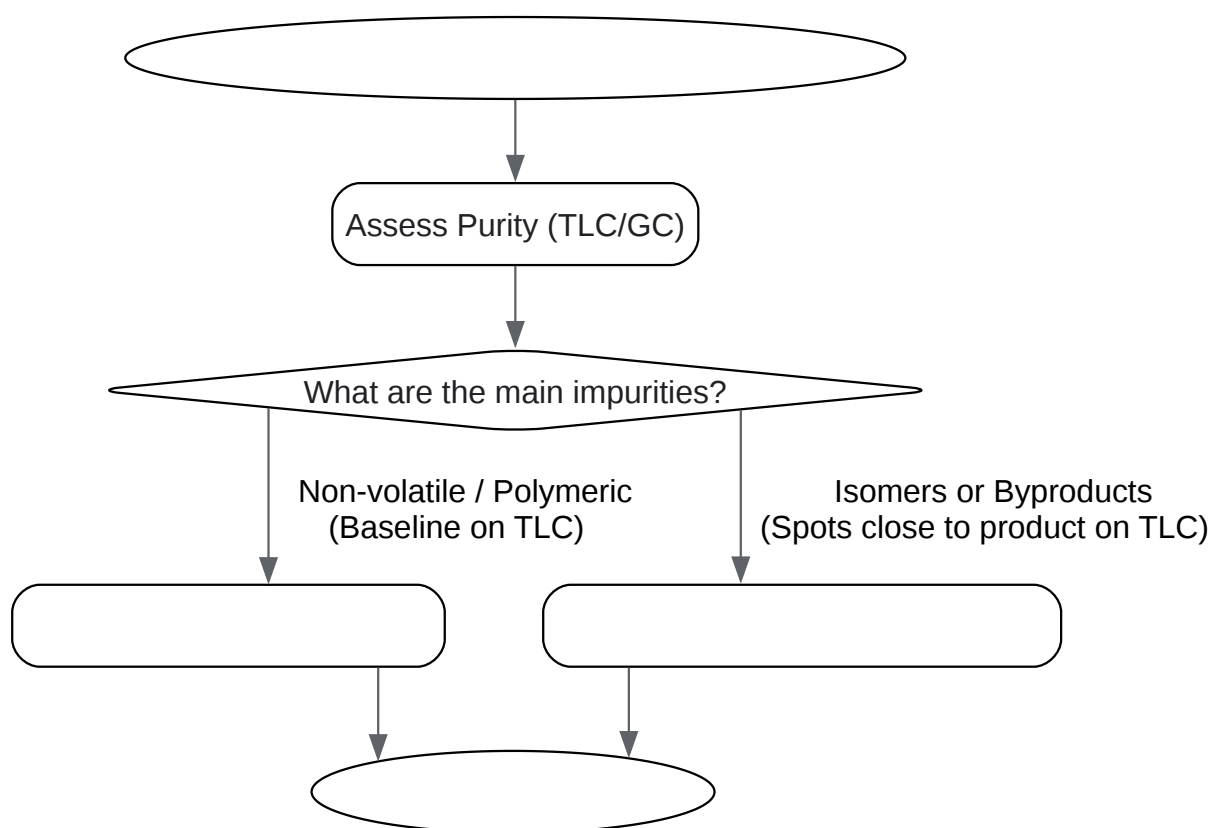 Assess Purity (TLC/GC)
What are the main impurities?
Non-volatile / Polymeric
(Baseline on TLC)
Isomers or Byproducts
(Spots close to product on TLC)